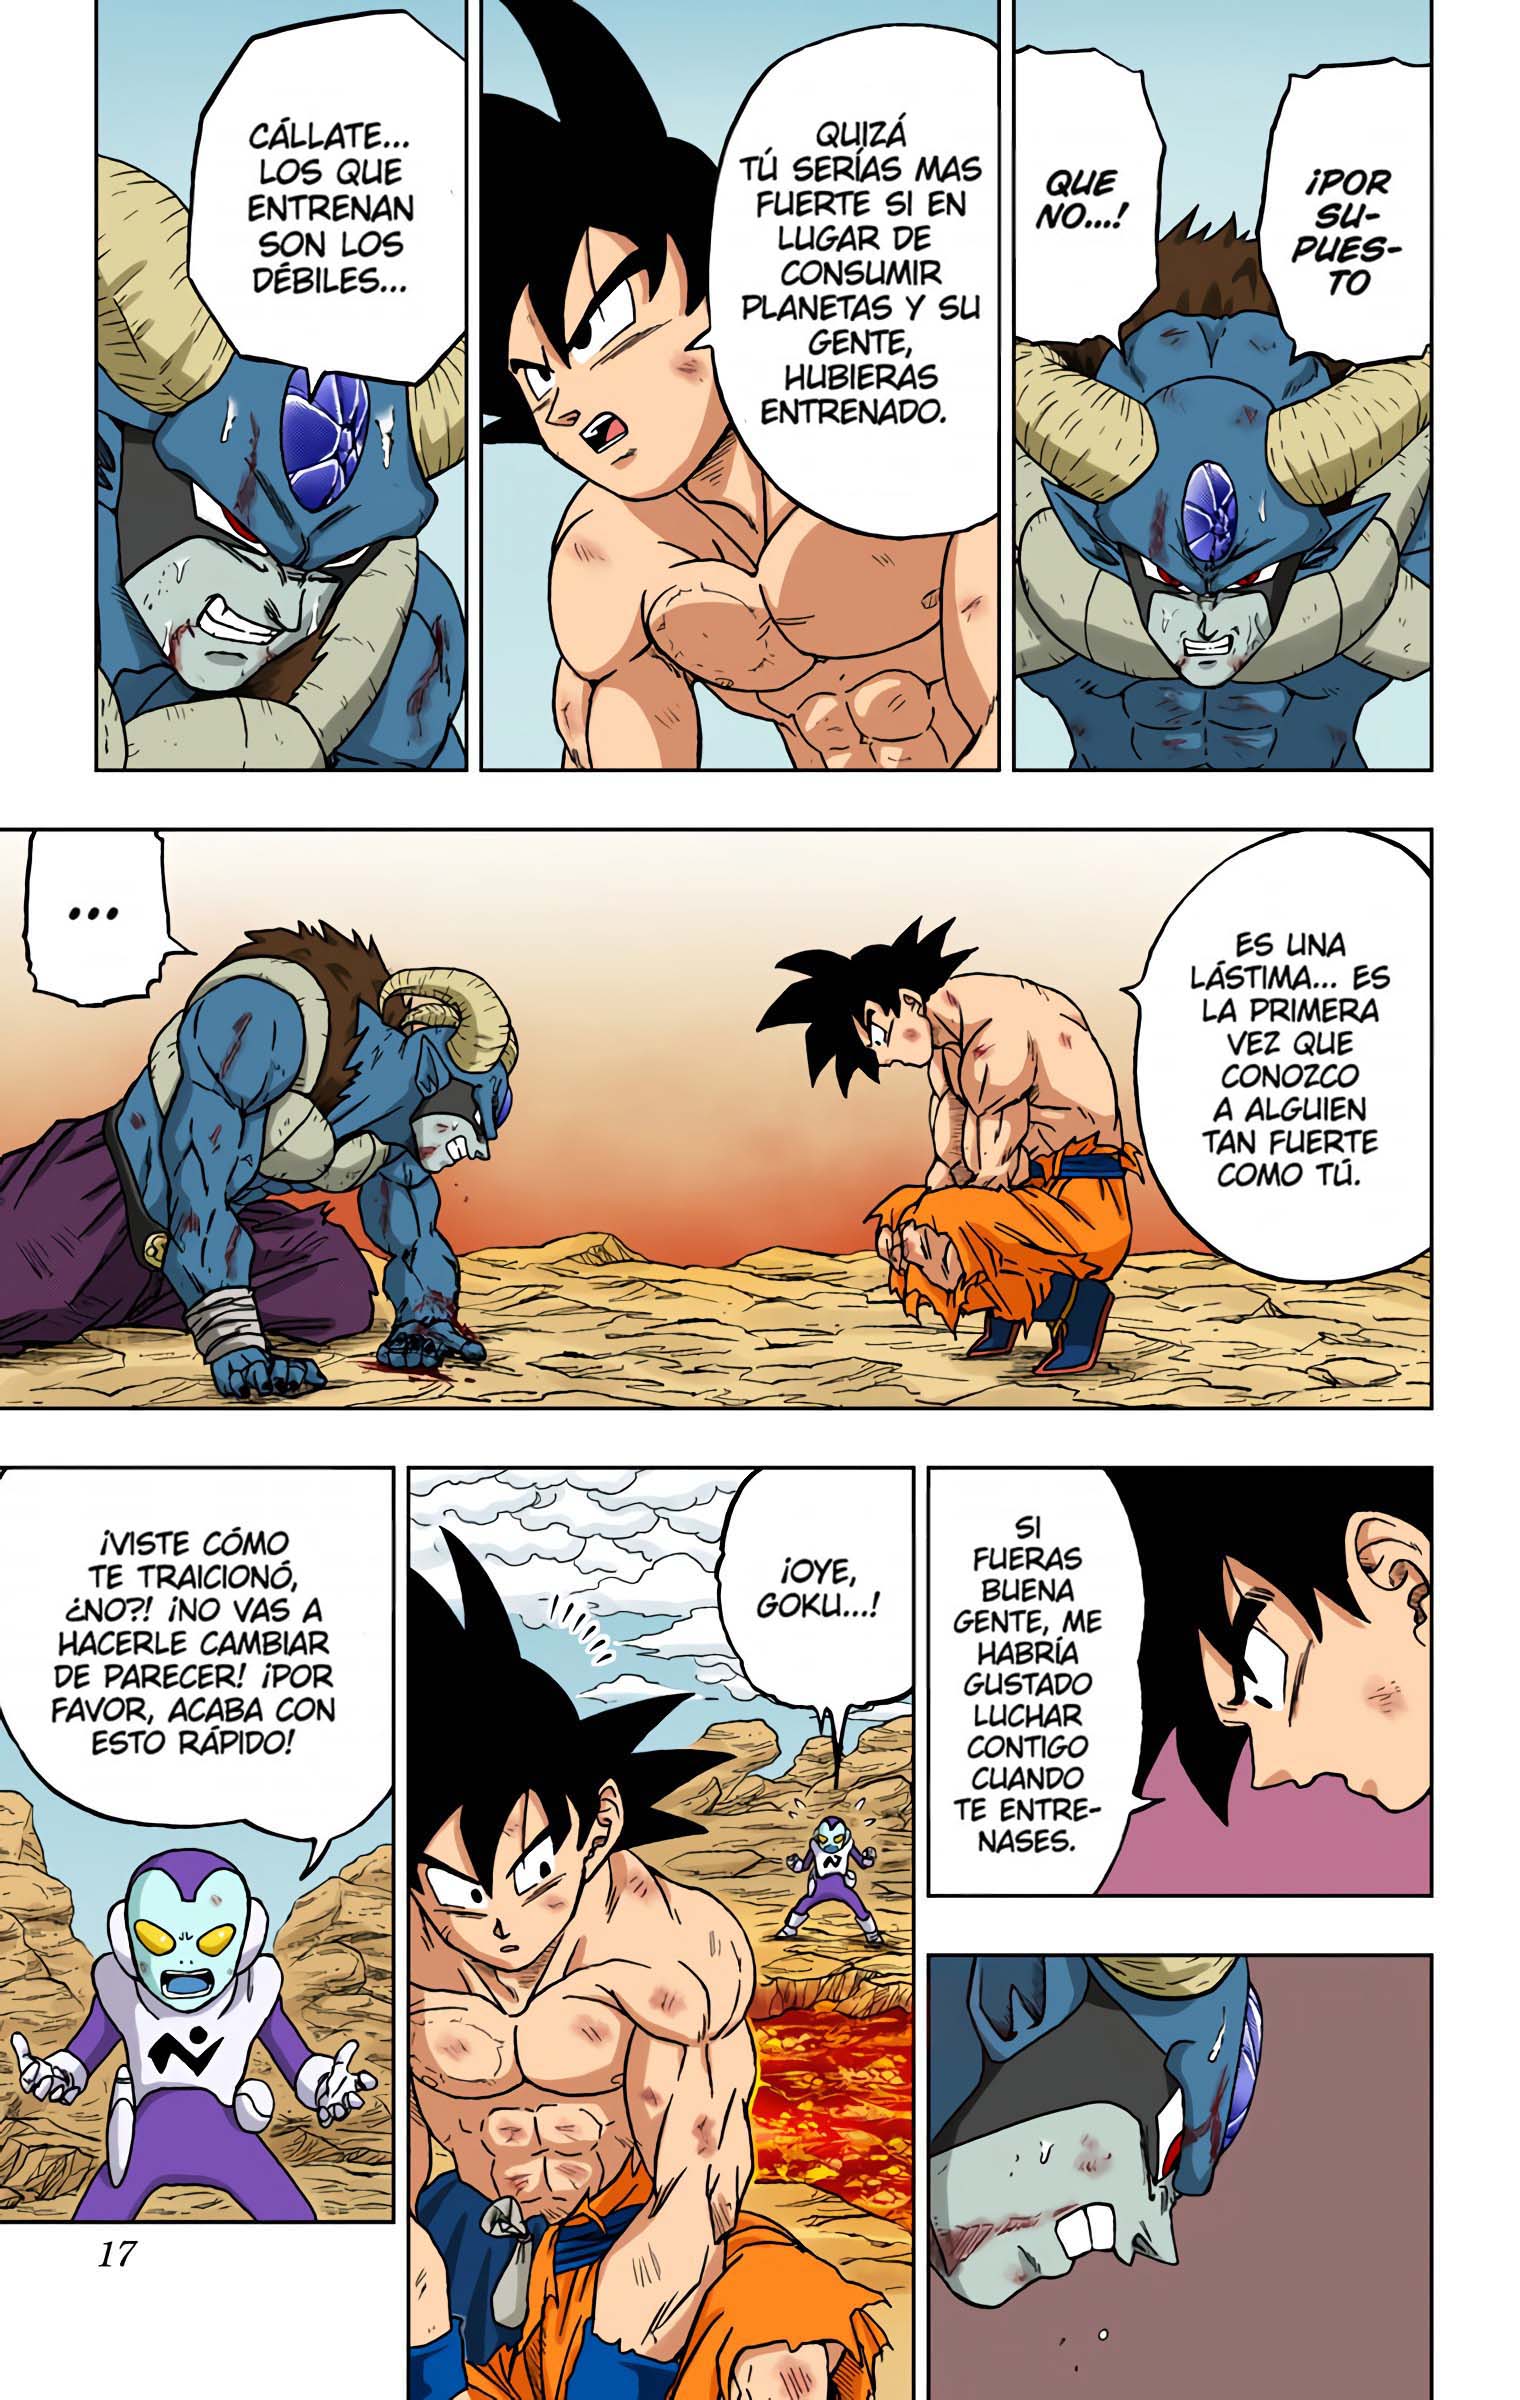 ¡POR
SU-
PUES-
TO
QUE
NO...!
QUIZÁ
TÚ SERÍAS MAS
FUERTE SI EN
LUGAR DE
CONSUMIR
PLANETAS Y SU
GENTE,
HUBIERAS
ENTRENADO.
CÁLLATE...
LOS QUE
ENTRENAN
SON LOS
DÉBILES...
ES UNA
LÁSTIMA... ES
LA PRIMERA
VEZ QUE
CONOZCO
A ALGUIEN
TAN FUERTE
COMO TÚ.
...
SI
FUERAS
BUENA
GENTE, ME
HABRÍA
GUSTADO
LUCHAR
CONTIGO
CUANDO
TE ENTRE-
NASES.
¡OYE,
GOKU...!
¡VISTE CÓMO
TE TRAICIONÓ,
¿NO?! ¡NO VAS A
HACERLE CAMBIAR
DE PARECER! ¡POR
FAVOR, ACABA CON
ESTO RÁPIDO!
17